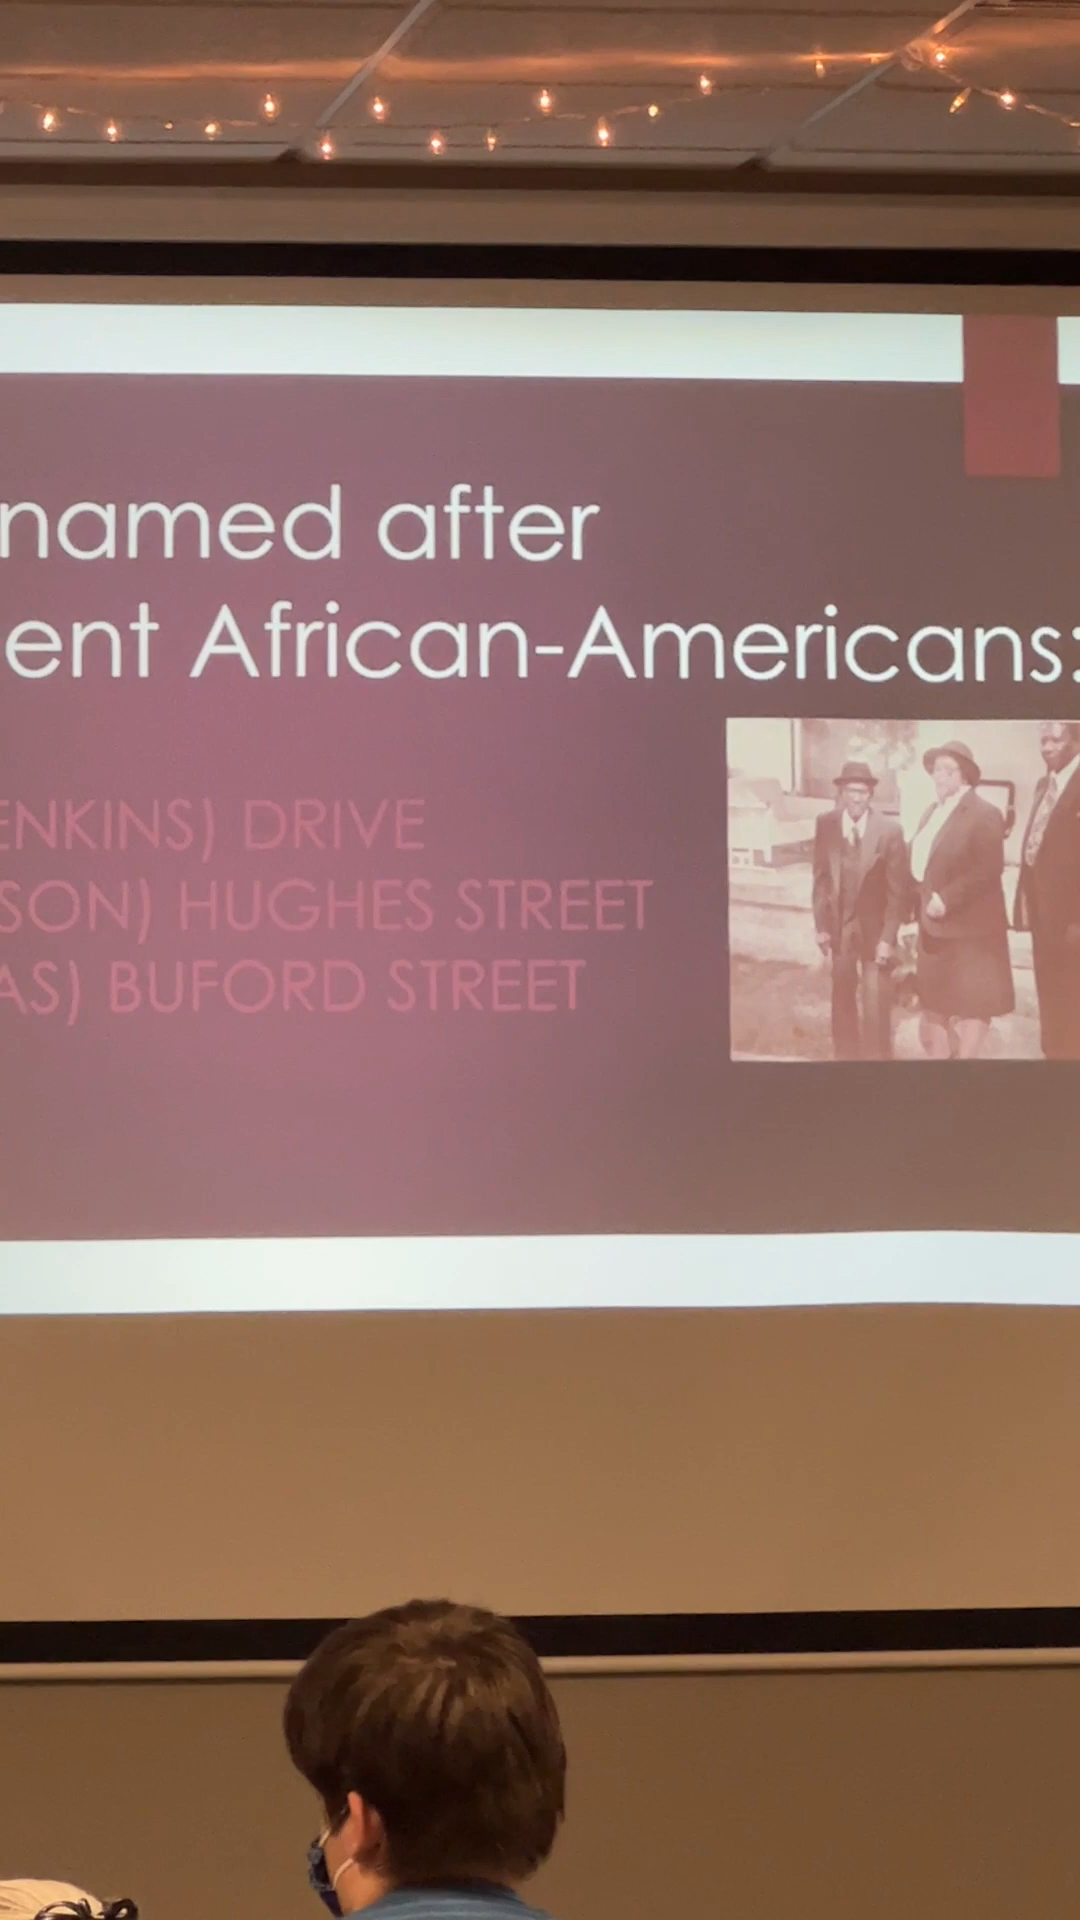 named after
ent African-Americans:
ENKINS) DRIVE
SON) HUGHES STREET
AS) BUFORD STREET